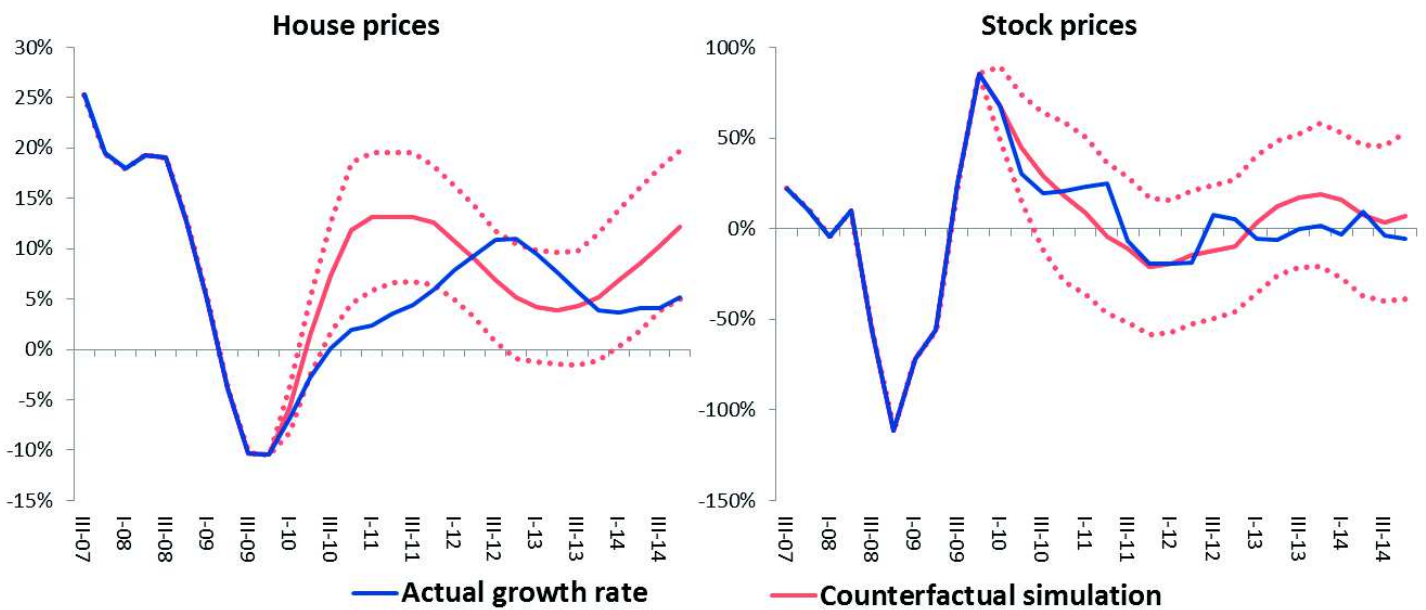 House prices
30%
25%
20%
15%
10%
5%
0%
-5%
-10%
-15%
III-07
I-08
III-08
I-09
III-09
I-10
III-10
I-11
III-11
I-12
III-12
I-13
III-13
I-14
III-14
Stock prices
100%
50%
0%
-50%
-100%
-150%
III-07
I-08
III-08
I-09
III-09
I-10
III-10
I-11
III-11
I-12
III-12
I-13
III-13
I-14
III-14
Actual growth rate
Counterfactual simulation